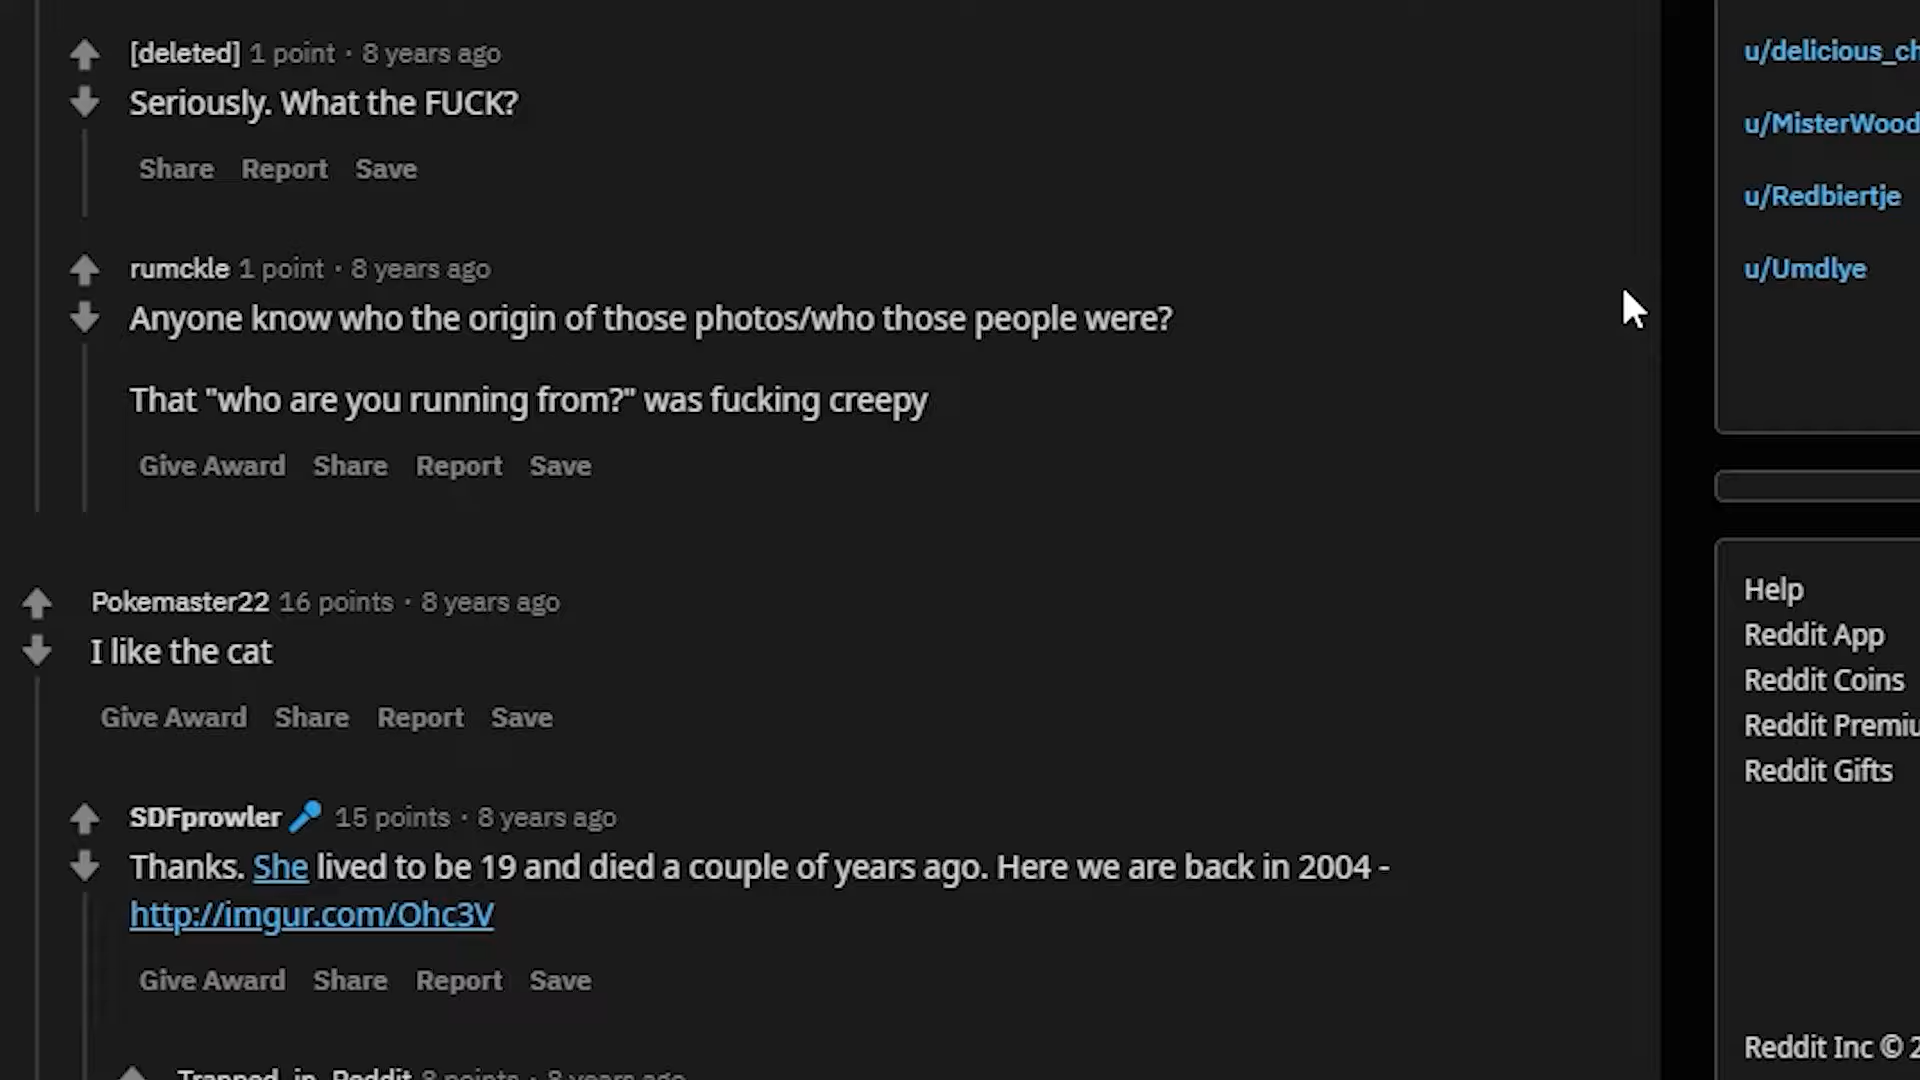 [deleted] 1 point · 8 years ago
Seriously. What the FUCK?
Share Report Save
rumckle 1 point · 8 years ago
Anyone know who the origin of those photos/who those people were?
That "who are you running from?" was fucking creepy
Give Award Share Report Save
Pokemaster22 16 points · 8 years ago
I like the cat
Give Award Share Report Save
SDFprowler 15 points · 8 years ago
Thanks. She lived to be 19 and died a couple of years ago. Here we are back in 2004 -
http://imgur.com/Ohc3V
Give Award Share Report Save
Trapped_in_Reddit 8 points · 8 years ago
u/delicious_ch
u/MisterWood
u/Redbiertje
u/Umdlye
Help
Reddit App
Reddit Coins
Reddit Premiu
Reddit Gifts
Reddit Inc © 2